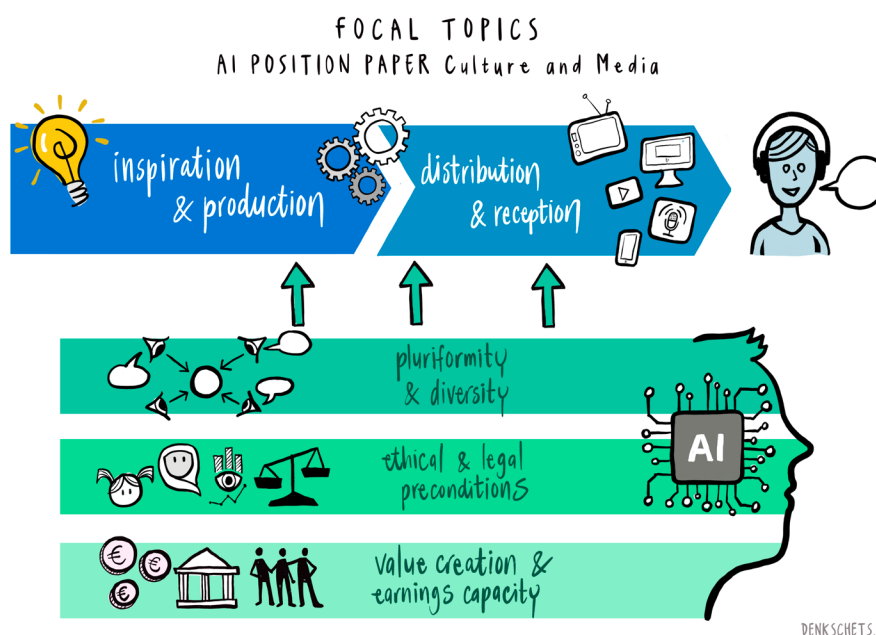 FOCAL TOPICS
AI POSITION PAPER Culture and Media
inspiration
& production
distribution
& reception
pluriformity
& diversity
ethical & legal
preconditions
AI
value creation &
earnings capacity
€
€
€
DENKSCHETS